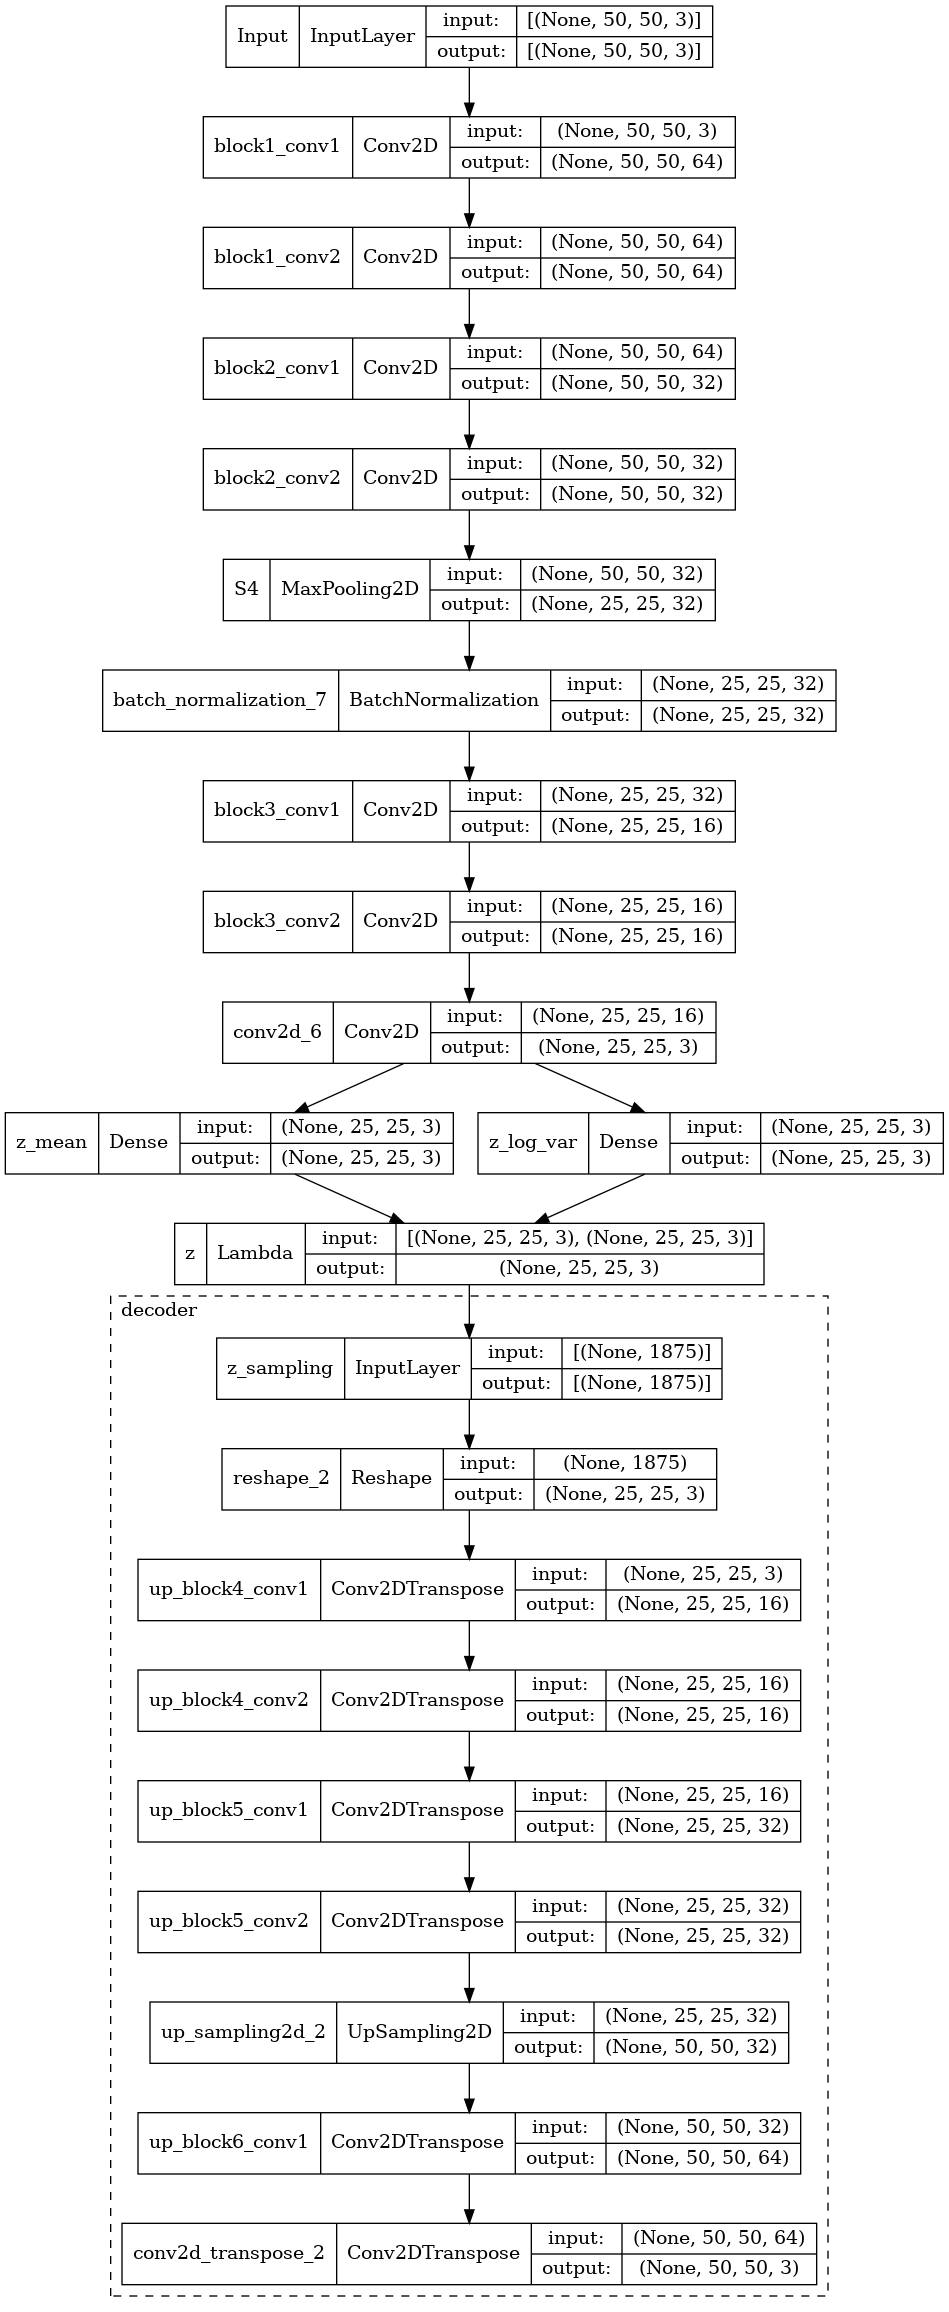 Input InputLayer input: [(None, 50, 50, 3)]
output: [(None, 50, 50, 3)]
block1_conv1 Conv2D input: (None, 50, 50, 3)
output: (None, 50, 50, 64)
block1_conv2 Conv2D input: (None, 50, 50, 64)
output: (None, 50, 50, 64)
block2_conv1 Conv2D input: (None, 50, 50, 64)
output: (None, 50, 50, 32)
block2_conv2 Conv2D input: (None, 50, 50, 32)
output: (None, 50, 50, 32)
S4 MaxPooling2D input: (None, 50, 50, 32)
output: (None, 25, 25, 32)
batch_normalization_7 BatchNormalization input: (None, 25, 25, 32)
output: (None, 25, 25, 32)
block3_conv1 Conv2D input: (None, 25, 25, 32)
output: (None, 25, 25, 16)
block3_conv2 Conv2D input: (None, 25, 25, 16)
output: (None, 25, 25, 16)
conv2d_6 Conv2D input: (None, 25, 25, 16)
output: (None, 25, 25, 3)
z_mean Dense input: (None, 25, 25, 3)
output: (None, 25, 25, 3)
z_log_var Dense input: (None, 25, 25, 3)
output: (None, 25, 25, 3)
z Lambda input: [(None, 25, 25, 3), (None, 25, 25, 3)]
output: (None, 25, 25, 3)
decoder
z_sampling InputLayer input: [(None, 1875)]
output: [(None, 1875)]
reshape_2 Reshape input: (None, 1875)
output: (None, 25, 25, 3)
up_block4_conv1 Conv2DTranspose input: (None, 25, 25, 3)
output: (None, 25, 25, 16)
up_block4_conv2 Conv2DTranspose input: (None, 25, 25, 16)
output: (None, 25, 25, 16)
up_block5_conv1 Conv2DTranspose input: (None, 25, 25, 16)
output: (None, 25, 25, 32)
up_block5_conv2 Conv2DTranspose input: (None, 25, 25, 32)
output: (None, 25, 25, 32)
up_sampling2d_2 UpSampling2D input: (None, 25, 25, 32)
output: (None, 50, 50, 32)
up_block6_conv1 Conv2DTranspose input: (None, 50, 50, 32)
output: (None, 50, 50, 64)
conv2d_transpose_2 Conv2DTranspose input: (None, 50, 50, 64)
output: (None, 50, 50, 3)